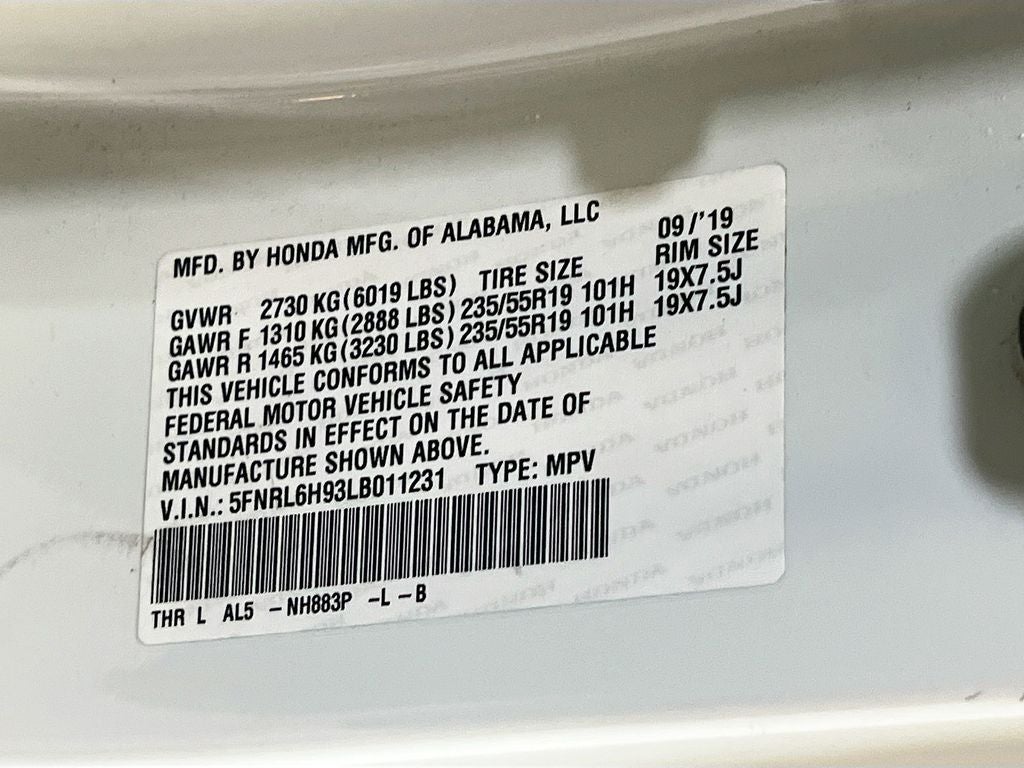 MFD. BY HONDA MFG. OF ALABAMA, LLC 09/'19
GVWR 2730 KG (6019 LBS) TIRE SIZE RIM SIZE
GAWR F 1310 KG (2888 LBS) 235/55R19 101H 19X7.5J
GAWR R 1465 KG (3230 LBS) 235/55R19 101H 19X7.5J
THIS VEHICLE CONFORMS TO ALL APPLICABLE
FEDERAL MOTOR VEHICLE SAFETY
STANDARDS IN EFFECT ON THE DATE OF
MANUFACTURE SHOWN ABOVE.
V.I.N.: 5FNRL6H93LB011231 TYPE: MPV
THR L AL5 – NH883P –L – B